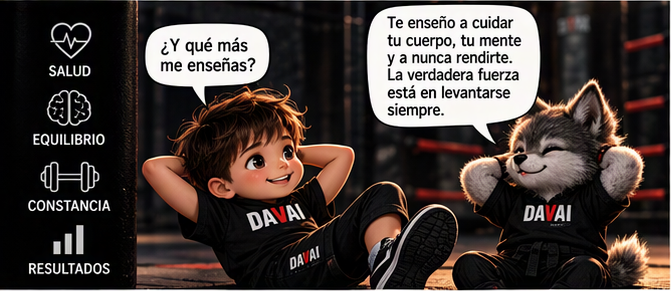 SALUD
EQUILIBRIO
CONSTANCIA
RESULTADOS
¿Y qué más
me enseñas?
Te enseño a cuidar
tu cuerpo, tu mente
y a nunca rendirte.
La verdadera fuerza
está en levantarse
siempre.
DAVAI
DAVAI
DAVAI